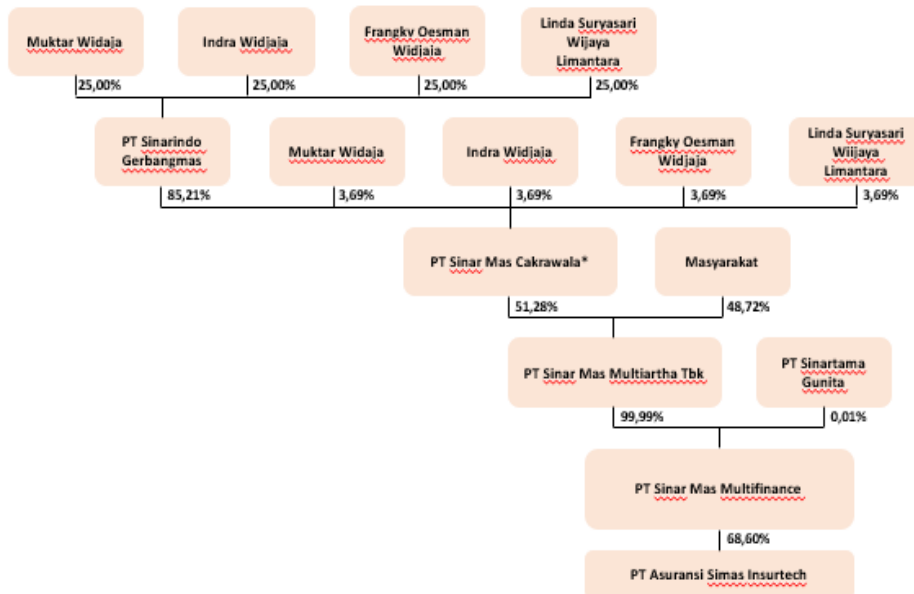 Muktar Widaja
Indra Widjaja
Frangky Oesman
Widjaja
Linda Suryasari
Wijaya
Limantara
25,00%
25,00%
25,00%
25,00%
PT Sinarindo
Gerbangmas
Muktar Widaja
Indra Widjaja
Frangky Oesman
Widjaja
Linda Suryasari
Wiijaya
Limantara
85,21%
3,69%
3,69%
3,69%
3,69%
PT Sinar Mas Cakrawala*
Masyarakat
51,28%
48,72%
PT Sinar Mas Multiartha Tbk
PT Sinartama
Gunita
99,99%
0,01%
PT Sinar Mas Multifinance
68,60%
PT Asuransi Simas Insurtech